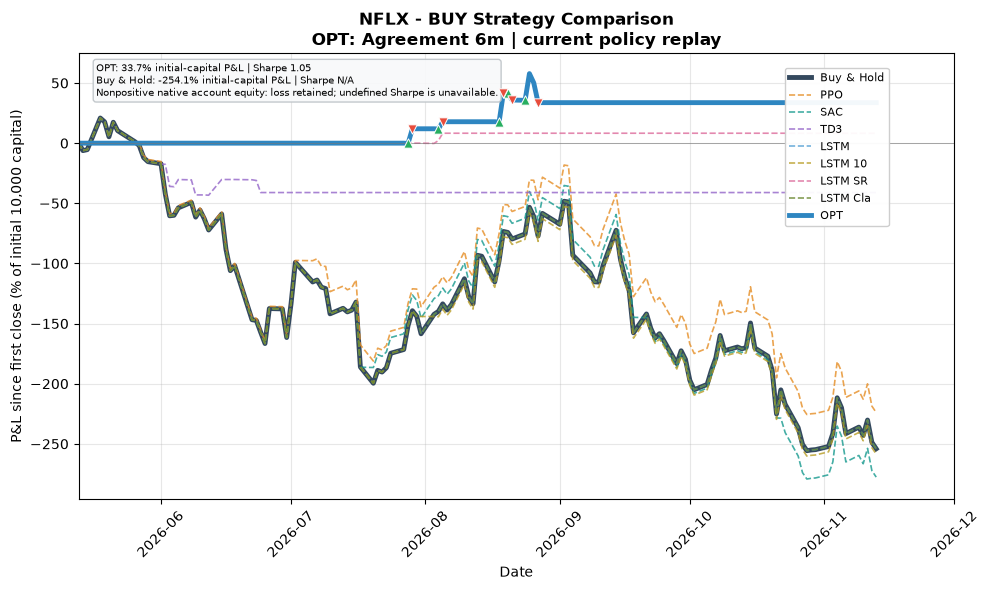 NFLX - BUY Strategy Comparison
OPT: Agreement 6m | current policy replay
OPT: 33.7% initial-capital P&L | Sharpe 1.05
Buy & Hold: -254.1% initial-capital P&L | Sharpe N/A
Nonpositive native account equity: loss retained; undefined Sharpe is unavailable.
Buy & Hold
PPO
SAC
TD3
LSTM
LSTM 10
LSTM SR
LSTM Cla
OPT
P&L since first close (% of initial 10,000 capital)
50
0
−50
−100
−150
−200
−250
2026-06
2026-07
2026-08
2026-09
2026-10
2026-11
2026-12
Date